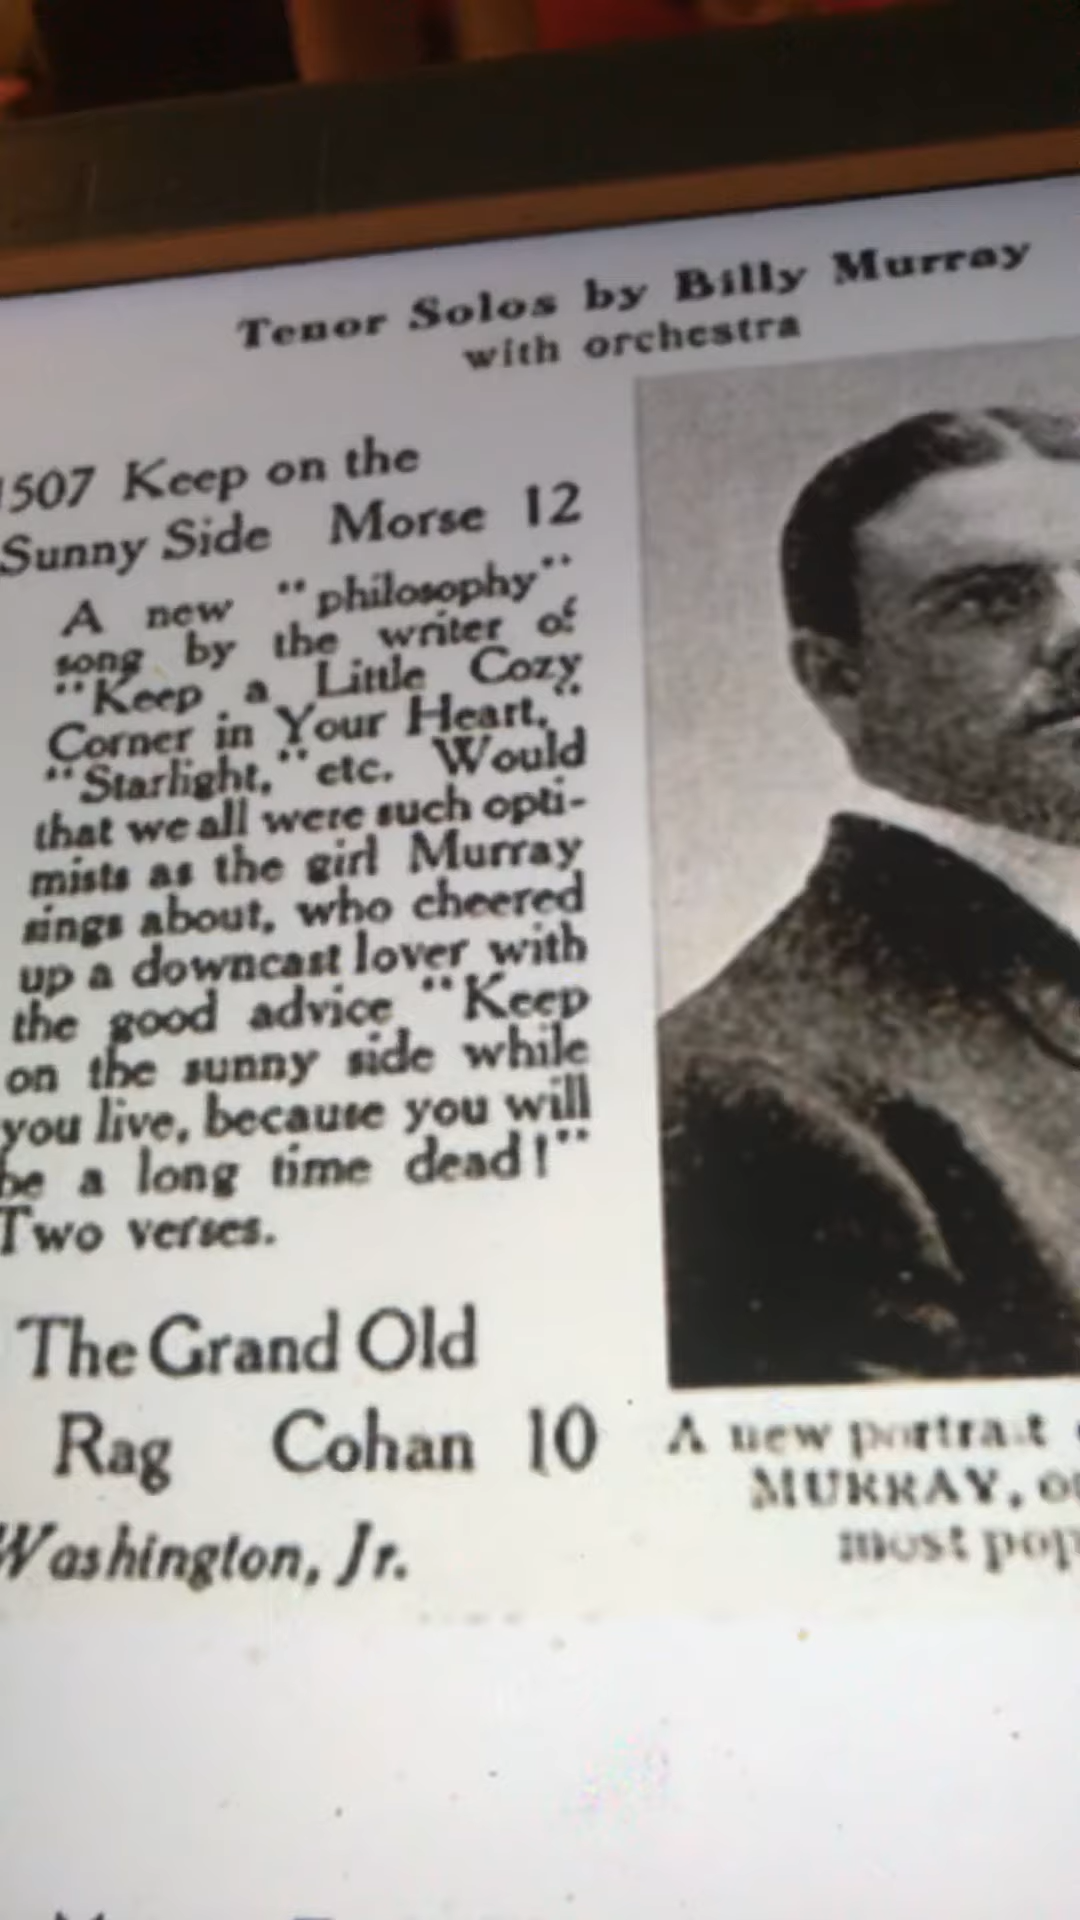 Tenor Solos by Billy Murray
with orchestra
1507 Keep on the
Sunny Side Morse 12
A new "philosophy"
song by the writer of
"Keep a Little Cozy
Corner in Your Heart,"
"Starlight," etc. Would
that we all were such opti-
mists as the girl Murray
sings about, who cheered
up a downcast lover with
the good advice "Keep
on the sunny side while
you live, because you will
be a long time dead!"
Two verses.
The Grand Old
Rag Cohan 10
Washington, Jr.
A new portrait
MURRAY,
most pop